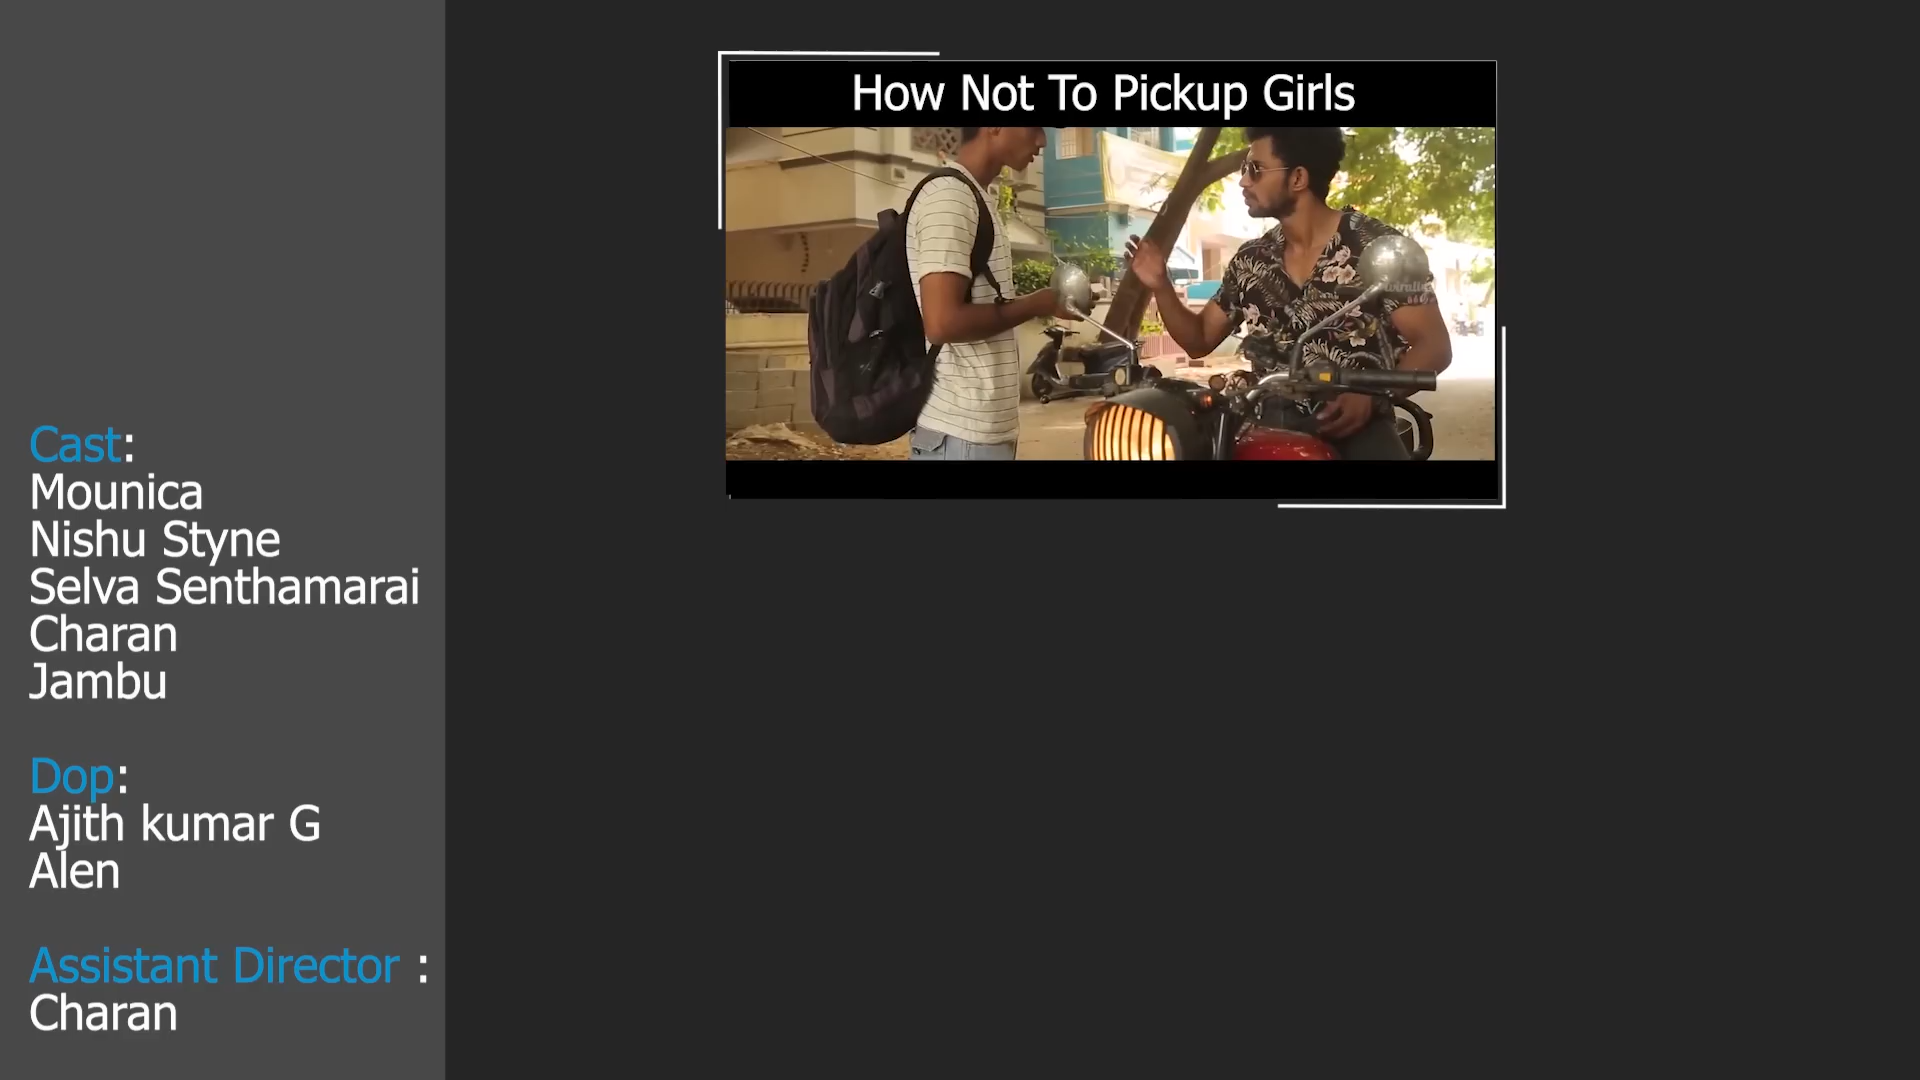 How Not To Pickup Girls
Cast:
Mounica
Nishu Styne
Selva Senthamarai
Charan
Jambu
Dop:
Ajith kumar G
Alen
Assistant Director :
Charan